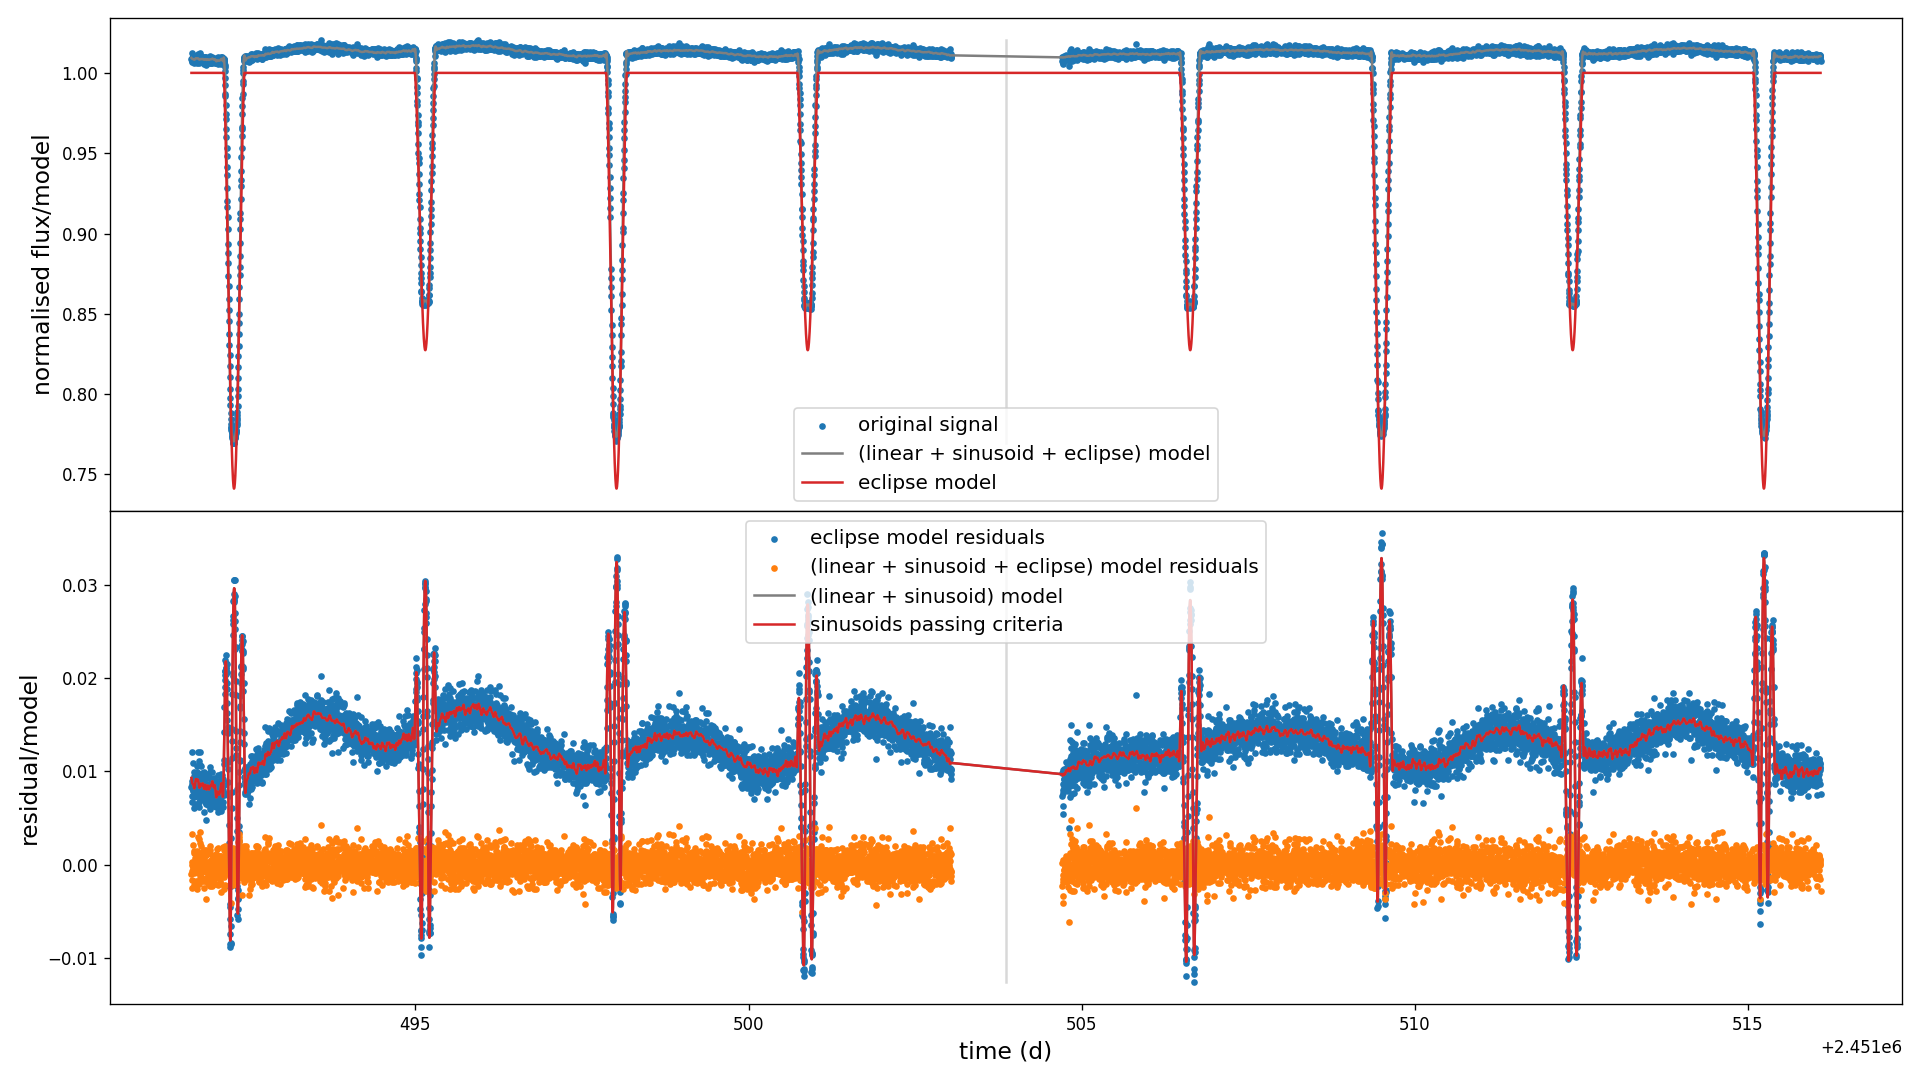 normalised flux/model
1.00
0.95
0.90
0.85
0.80
0.75
original signal
(linear + sinusoid + eclipse) model
eclipse model
residual/model
0.03
0.02
0.01
0.00
−0.01
eclipse model residuals
(linear + sinusoid + eclipse) model residuals
(linear + sinusoid) model
sinusoids passing criteria
495
500
505
510
515
time (d)
+2.451e6